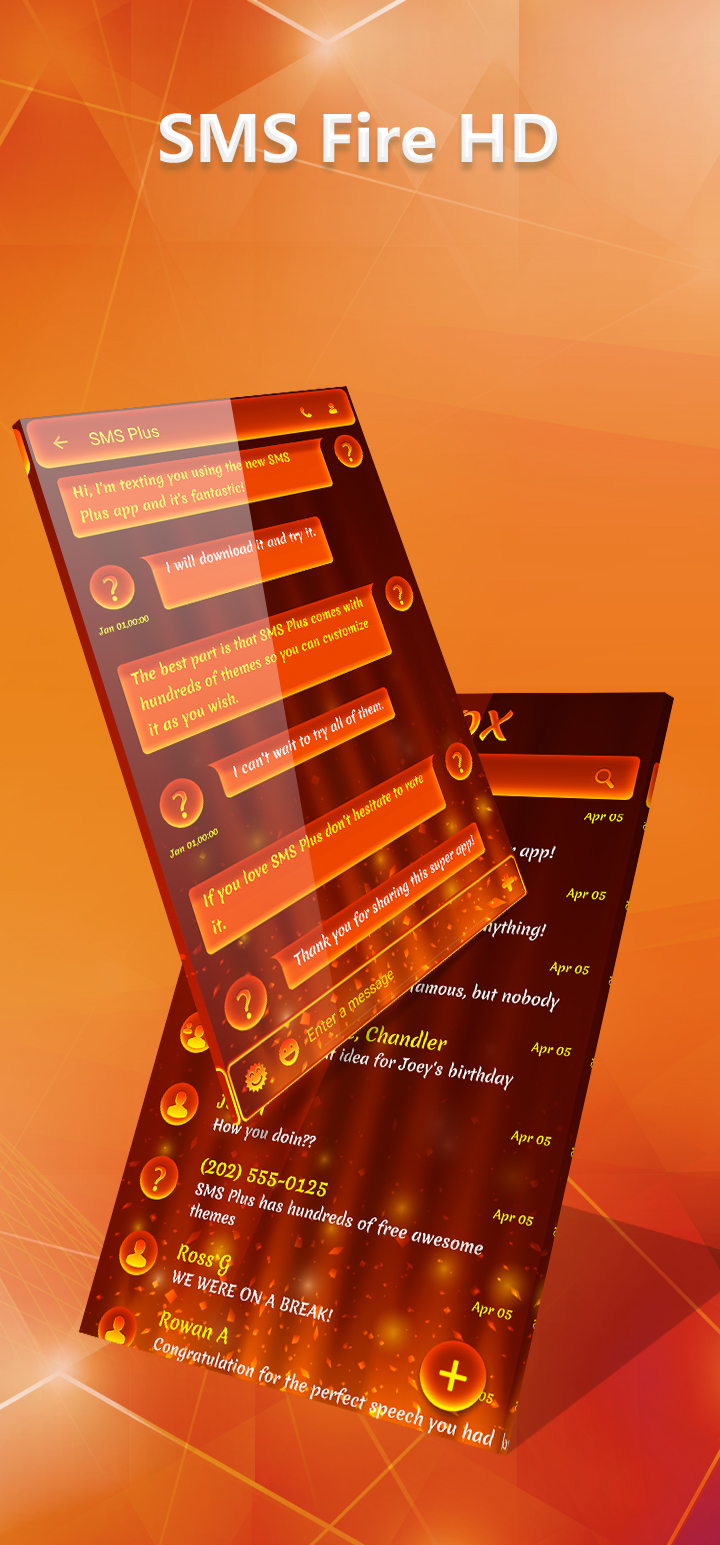 SMS Fire HD
SMS Plus
Hi, I'm texting you using the new SMS
Plus app and it's fantastic!
I will download it and try it.
Jan 01,00:00
The best part is that SMS Plus comes with
hundreds of themes so you can customize
it as you wish.
I can't wait to try all of them.
Jan 01,00:00
If you love SMS Plus don't hesitate to rate
it.
Thank you for sharing this super app!
Enter a message
Apr 05
app!
Apr 05
Apr 05
famous, but nobody
Apr 05
, Chandler
idea for Joey's birthday
Apr 05
How you doin??
Apr 05
(202) 555-0125
SMS Plus has hundreds of free awesome
themes
Apr 05
Ross G
WE WERE ON A BREAK!
Rowan A
05
Congratulation for the perfect speech you had